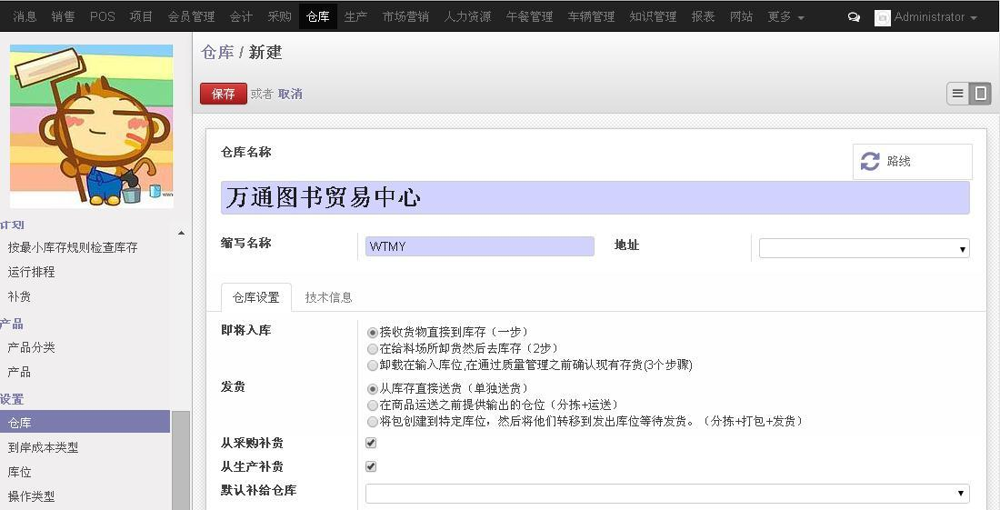 消息 销售 POS 项目 会员管理 会计 采购 仓库 生产 市场营销 人力资源 午餐管理 车辆管理 知识管理 报表 网站 更多 Administrator
仓库 / 新建
保存 或者 取消
仓库名称
路线
万通图书贸易中心
缩写名称 WTMY 地址
仓库设置 技术信息
即将入库
接收货物直接到库存（一步）
在给料场所卸货然后去库存（2步）
卸载在输入库位,在通过质量管理之前确认现有存货(3个步骤)
发货
从库存直接送货（单独送货）
在商品运送之前提供输出的仓位（分拣+运送）
将包创建到特定库位，然后将他们转移到发出库位等待发货。（分拣+打包+发货）
从采购补货
从生产补货
默认补给仓库
计划
按最小库存规则检查库存
运行排程
补货
产品
产品分类
产品
设置
仓库
到岸成本类型
库位
操作类型